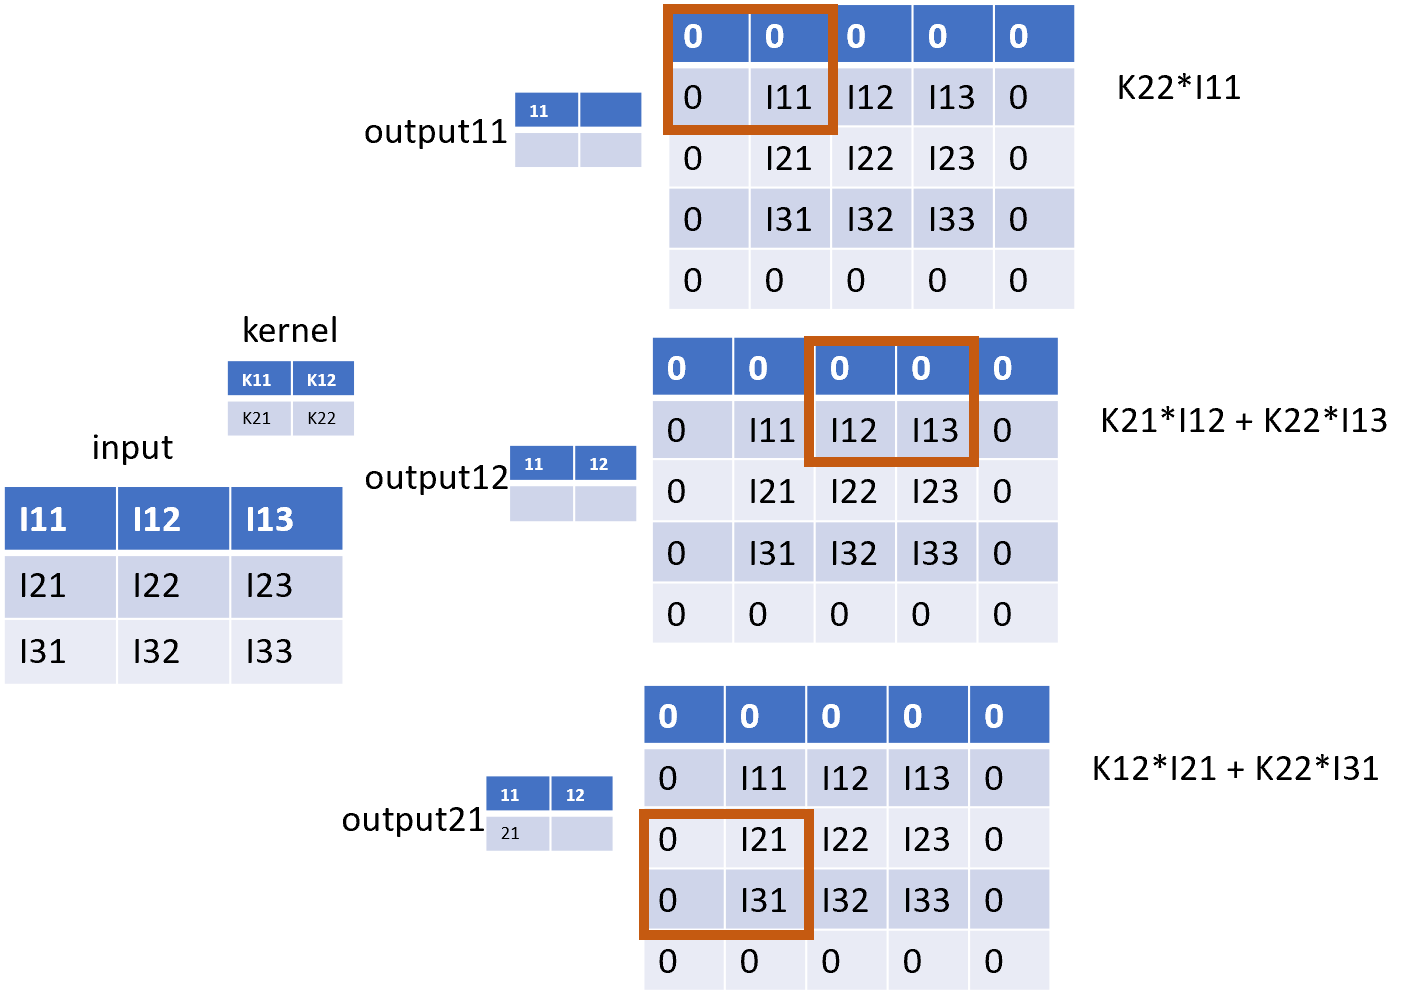 0 0 0 0 0
0 I11 I12 I13 0
0 I21 I22 I23 0
0 I31 I32 I33 0
0 0 0 0 0
K22*I11
output11
11
kernel
K11 K12
K21 K22
input
I11 I12 I13
I21 I22 I23
I31 I32 I33
output12
11 12
0 0 0 0 0
0 I11 I12 I13 0
0 I21 I22 I23 0
0 I31 I32 I33 0
0 0 0 0 0
K21*I12 + K22*I13
output21
11 12
21
0 0 0 0 0
0 I11 I12 I13 0
0 I21 I22 I23 0
0 I31 I32 I33 0
0 0 0 0 0
K12*I21 + K22*I31